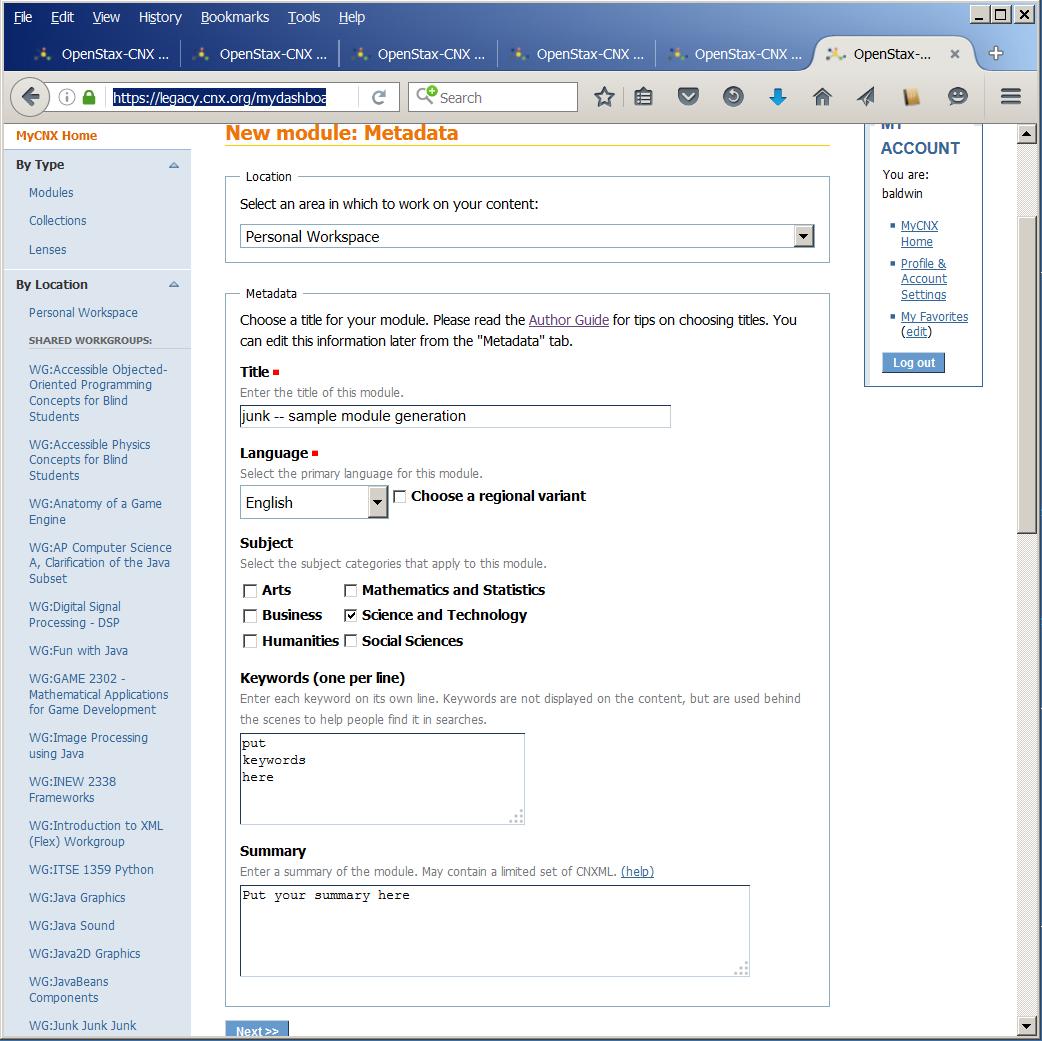 File Edit View History Bookmarks Tools Help
OpenStax-CNX ... OpenStax-CNX ... OpenStax-CNX ... OpenStax-CNX ... OpenStax-CNX ... OpenStax-...
https://legacy.cnx.org/mydashboa
Search
MyCNX Home
By Type
Modules
Collections
Lenses
By Location
Personal Workspace
SHARED WORKGROUPS:
WG:Accessible Objected-
Oriented Programming
Concepts for Blind
Students
WG:Accessible Physics
Concepts for Blind
Students
WG:Anatomy of a Game
Engine
WG:AP Computer Science
A, Clarification of the Java
Subset
WG:Digital Signal
Processing - DSP
WG:Fun with Java
WG:GAME 2302 -
Mathematical Applications
for Game Development
WG:Image Processing
using Java
WG:INEW 2338
Frameworks
WG:Introduction to XML
(Flex) Workgroup
WG:ITSE 1359 Python
WG:Java Graphics
WG:Java Sound
WG:Java2D Graphics
WG:JavaBeans
Components
WG:Junk Junk Junk
New module: Metadata
Location
Select an area in which to work on your content:
Personal Workspace
Metadata
Choose a title for your module. Please read the Author Guide for tips on choosing titles. You
can edit this information later from the "Metadata" tab.
Title
Enter the title of this module.
junk -- sample module generation
Language
Select the primary language for this module.
English
Choose a regional variant
Subject
Select the subject categories that apply to this module.
Arts Mathematics and Statistics
Business Science and Technology
Humanities Social Sciences
Keywords (one per line)
Enter each keyword on its own line. Keywords are not displayed on the content, but are used behind
the scenes to help people find it in searches.
put
keywords
here
Summary
Enter a summary of the module. May contain a limited set of CNXML. (help)
Put your summary here
Next >>
MY
ACCOUNT
You are:
baldwin
MyCNX
Home
Profile &
Account
Settings
My Favorites
(edit)
Log out